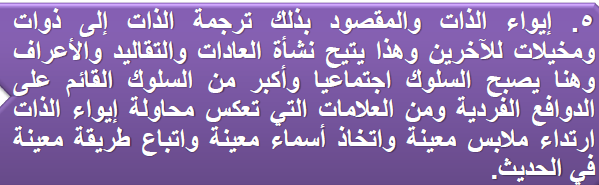 ٥. إيواء الذات والمقصود بذلك ترجمة الذات إلى ذوات
ومخيلات للآخرين وهذا يتيح نشأة العادات والتقاليد والأعراف
وهنا يصبح السلوك اجتماعيا وأكبر من السلوك القائم على
الدوافع الفردية ومن العلامات التي تعكس محاولة إيواء الذات
ارتداء ملابس معينة واتخاذ أسماء معينة واتباع طريقة معينة
في الحديث.